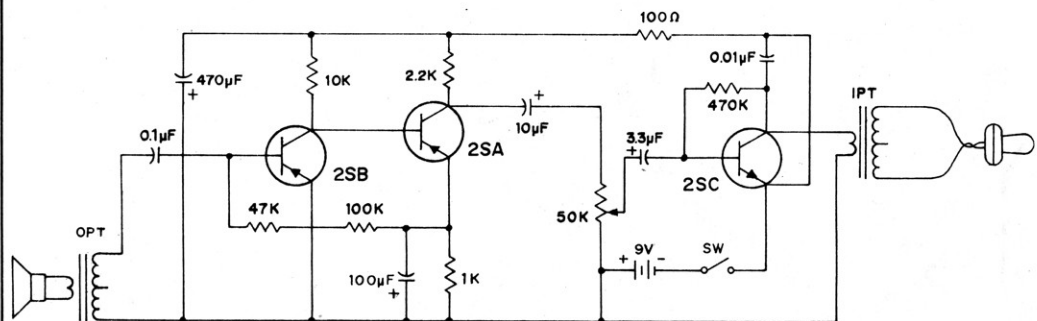 100Ω
0.01µF
470µF
+
10K
2.2K
470K
IPT
+
10µF
0.1µF
3.3µF
+
2SB
2SA
2SC
47K
100K
50K
OPT
9V
SW
+
-
100µF
+
1K